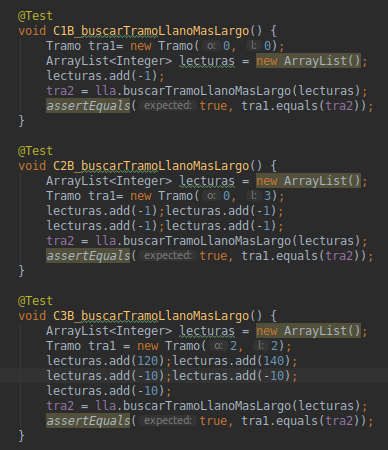 @Test
void C1B_buscarTramoLlanoMasLargo() {
    Tramo tra1= new Tramo( o: 0, l: 0);
    ArrayList<Integer> lecturas = new ArrayList();
    lecturas.add(-1);
    tra2 = lla.buscarTramoLlanoMasLargo(lecturas);
    assertEquals( expected: true, tra1.equals(tra2));
}
@Test
void C2B_buscarTramoLlanoMasLargo() {
    ArrayList<Integer> lecturas = new ArrayList();
    Tramo tra1= new Tramo( o: 0, l: 3);
    lecturas.add(-1);lecturas.add(-1);
    lecturas.add(-1);lecturas.add(-1);
    tra2 = lla.buscarTramoLlanoMasLargo(lecturas);
    assertEquals( expected: true, tra1.equals(tra2));
}
@Test
void C3B_buscarTramoLlanoMasLargo() {
    ArrayList<Integer> lecturas = new ArrayList();
    Tramo tra1 = new Tramo( o: 2, l: 2);
    lecturas.add(120);lecturas.add(140);
    lecturas.add(-10);lecturas.add(-10);
    lecturas.add(-10);
    tra2 = lla.buscarTramoLlanoMasLargo(lecturas);
    assertEquals( expected: true, tra1.equals(tra2));
}